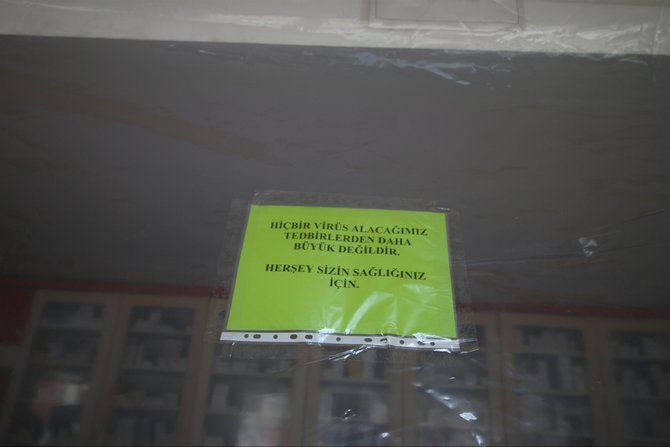 HİÇBİR VİRÜS ALACAĞIMIZ
TEDBİRLERDEN DAHA
BÜYÜK DEĞİLDİR.
HERŞEY SİZİN SAĞLIĞINIZ
İÇİN.